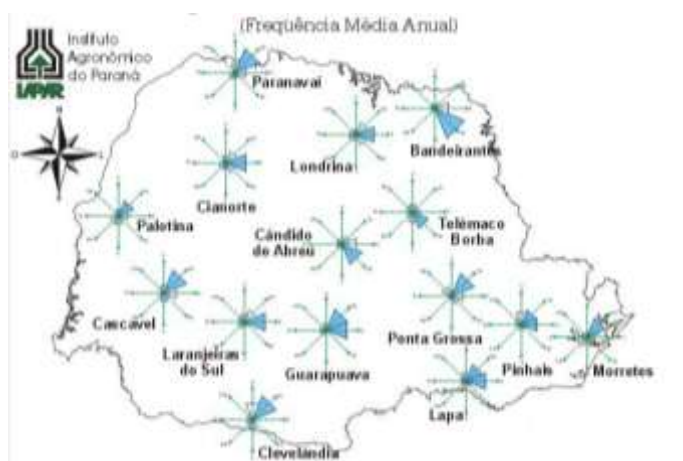 (Freqüência Média Anual)
Instituto
Agronômico
do Paraná
IAPAR
Paranavaí
Bandeirantes
Londrina
Cianorte
Palotina
Telêmaco
Borba
Cândido
de Abreu
Cascavel
Laranjeiras
do Sul
Guarapuava
Ponta Grossa
Pinhais
Morretes
Lapa
Clevelândia